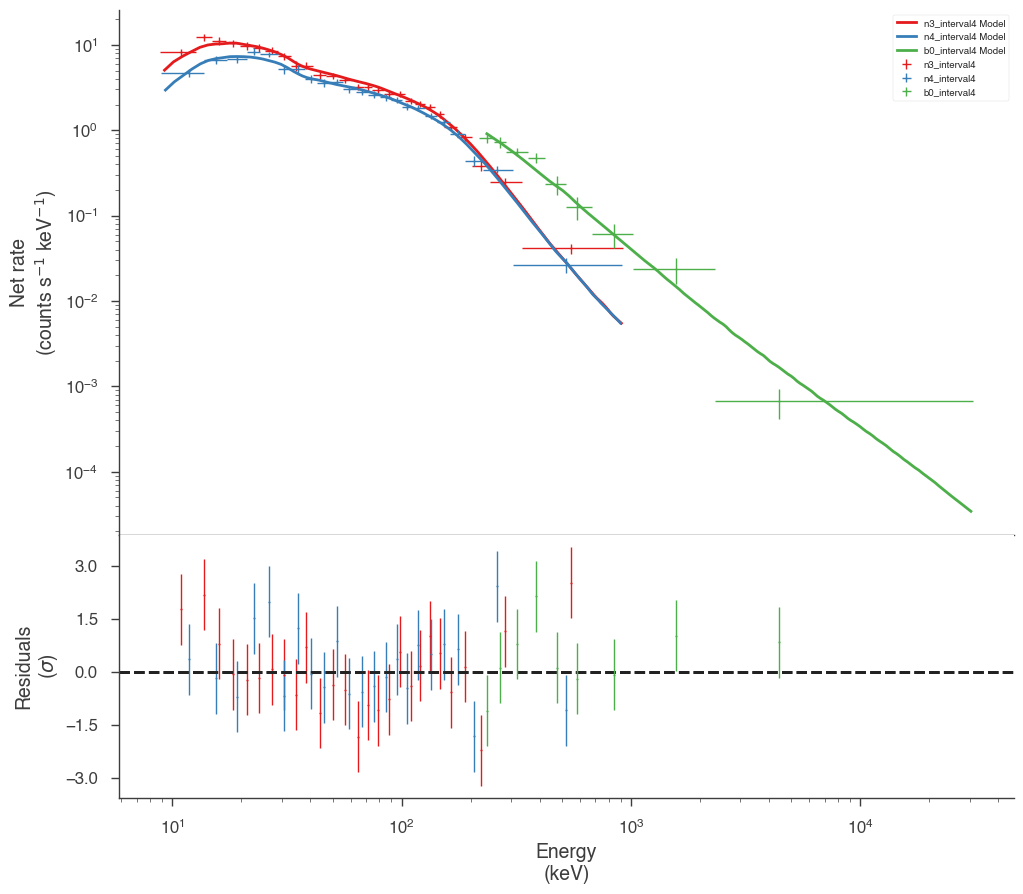 n3_interval4 Model
n4_interval4 Model
b0_interval4 Model
n3_interval4
n4_interval4
b0_interval4
Net rate
(counts s⁻¹ keV⁻¹)
10¹
10⁰
10⁻¹
10⁻²
10⁻³
10⁻⁴
Residuals
(σ)
3.0
1.5
0.0
−1.5
−3.0
10¹ 10² 10³ 10⁴
Energy
(keV)